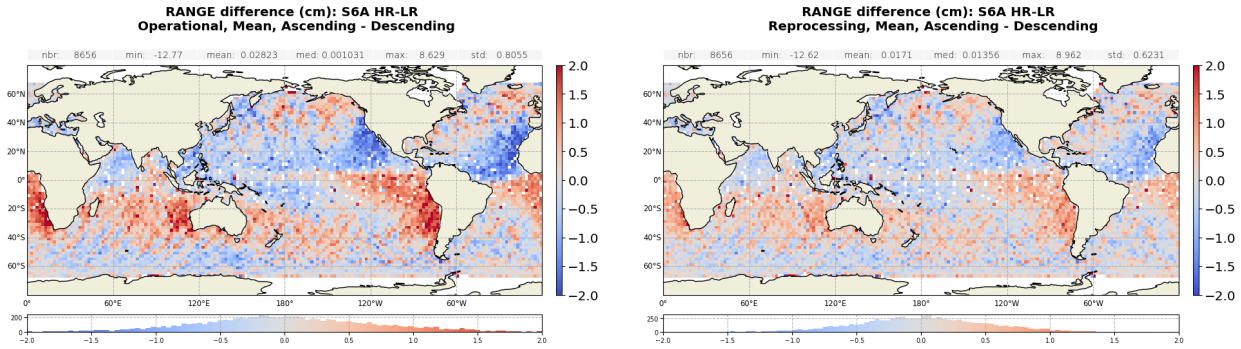 RANGE difference (cm): S6A HR-LR
Operational, Mean, Ascending - Descending
nbr: 8656 min: -12.77 mean: 0.02823 med: 0.001031 max: 8.629 std: 0.8055
60°N
40°N
20°N
0°
20°S
40°S
60°S
0° 60°E 120°E 180° 120°W 60°W
2.0
1.5
1.0
0.5
0.0
−0.5
−1.0
−1.5
−2.0
200
0
−2.0 −1.5 −1.0 −0.5 0.0 0.5 1.0 1.5 2.0
RANGE difference (cm): S6A HR-LR
Reprocessing, Mean, Ascending - Descending
nbr: 8656 min: -12.62 mean: 0.0171 med: 0.01356 max: 8.962 std: 0.6231
60°N
40°N
20°N
0°
20°S
40°S
60°S
0° 60°E 120°E 180° 120°W 60°W
2.0
1.5
1.0
0.5
0.0
−0.5
−1.0
−1.5
−2.0
250
0
−2.0 −1.5 −1.0 −0.5 0.0 0.5 1.0 1.5 2.0